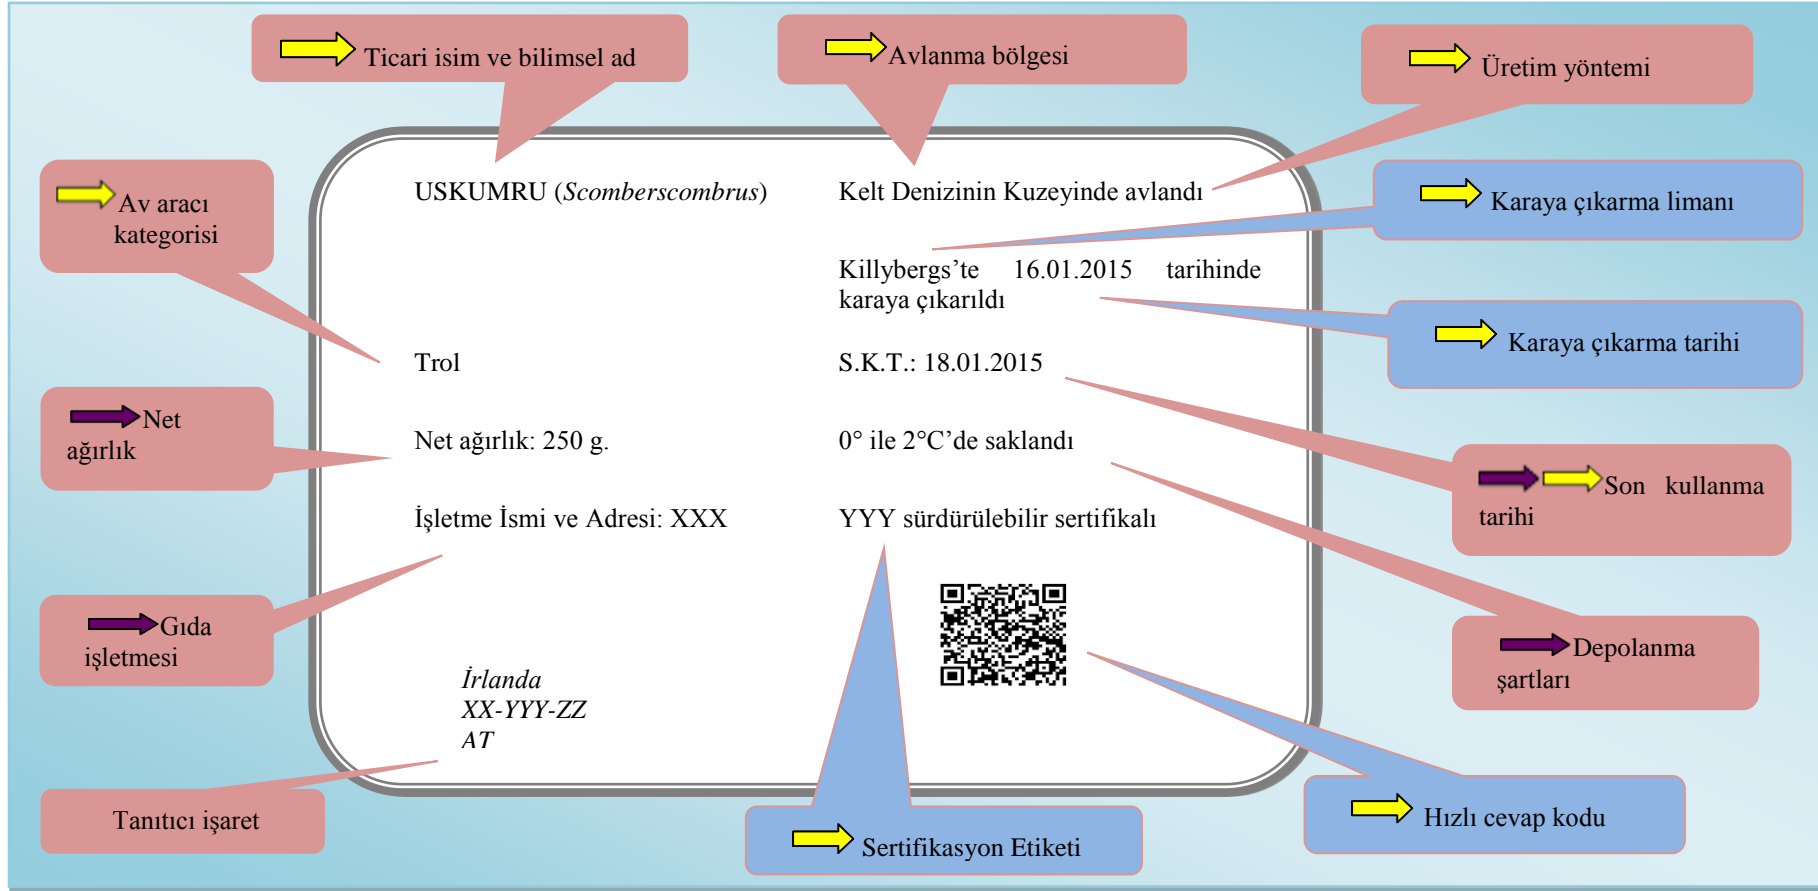 Ticari isim ve bilimsel ad
Avlanma bölgesi
Üretim yöntemi
Av aracı
kategorisi
USKUMRU (Scomberscombrus)
Kelt Denizinin Kuzeyinde avlandı
Karaya çıkarma limanı
Killybergs’te 16.01.2015 tarihinde
karaya çıkarıldı
Karaya çıkarma tarihi
Trol
S.K.T.: 18.01.2015
Net
ağırlık
Net ağırlık: 250 g.
0° ile 2°C’de saklandı
Son kullanma
tarihi
İşletme İsmi ve Adresi: XXX
YYY sürdürülebilir sertifikalı
Gıda
işletmesi
Depolanma
şartları
İrlanda
XX-YYY-ZZ
AT
Tanıtıcı işaret
Sertifikasyon Etiketi
Hızlı cevap kodu